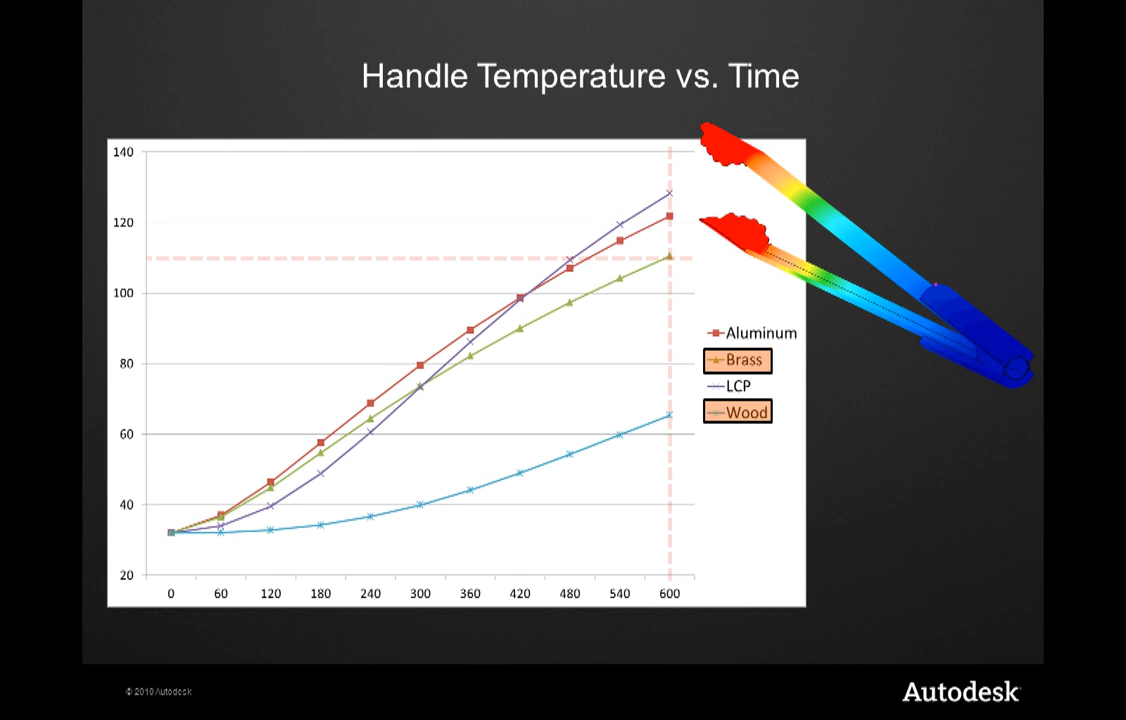 Handle Temperature vs. Time
140
120
100
80
60
40
20
0 60 120 180 240 300 360 420 480 540 600
Aluminum
Brass
LCP
Wood
© 2010 Autodesk
Autodesk